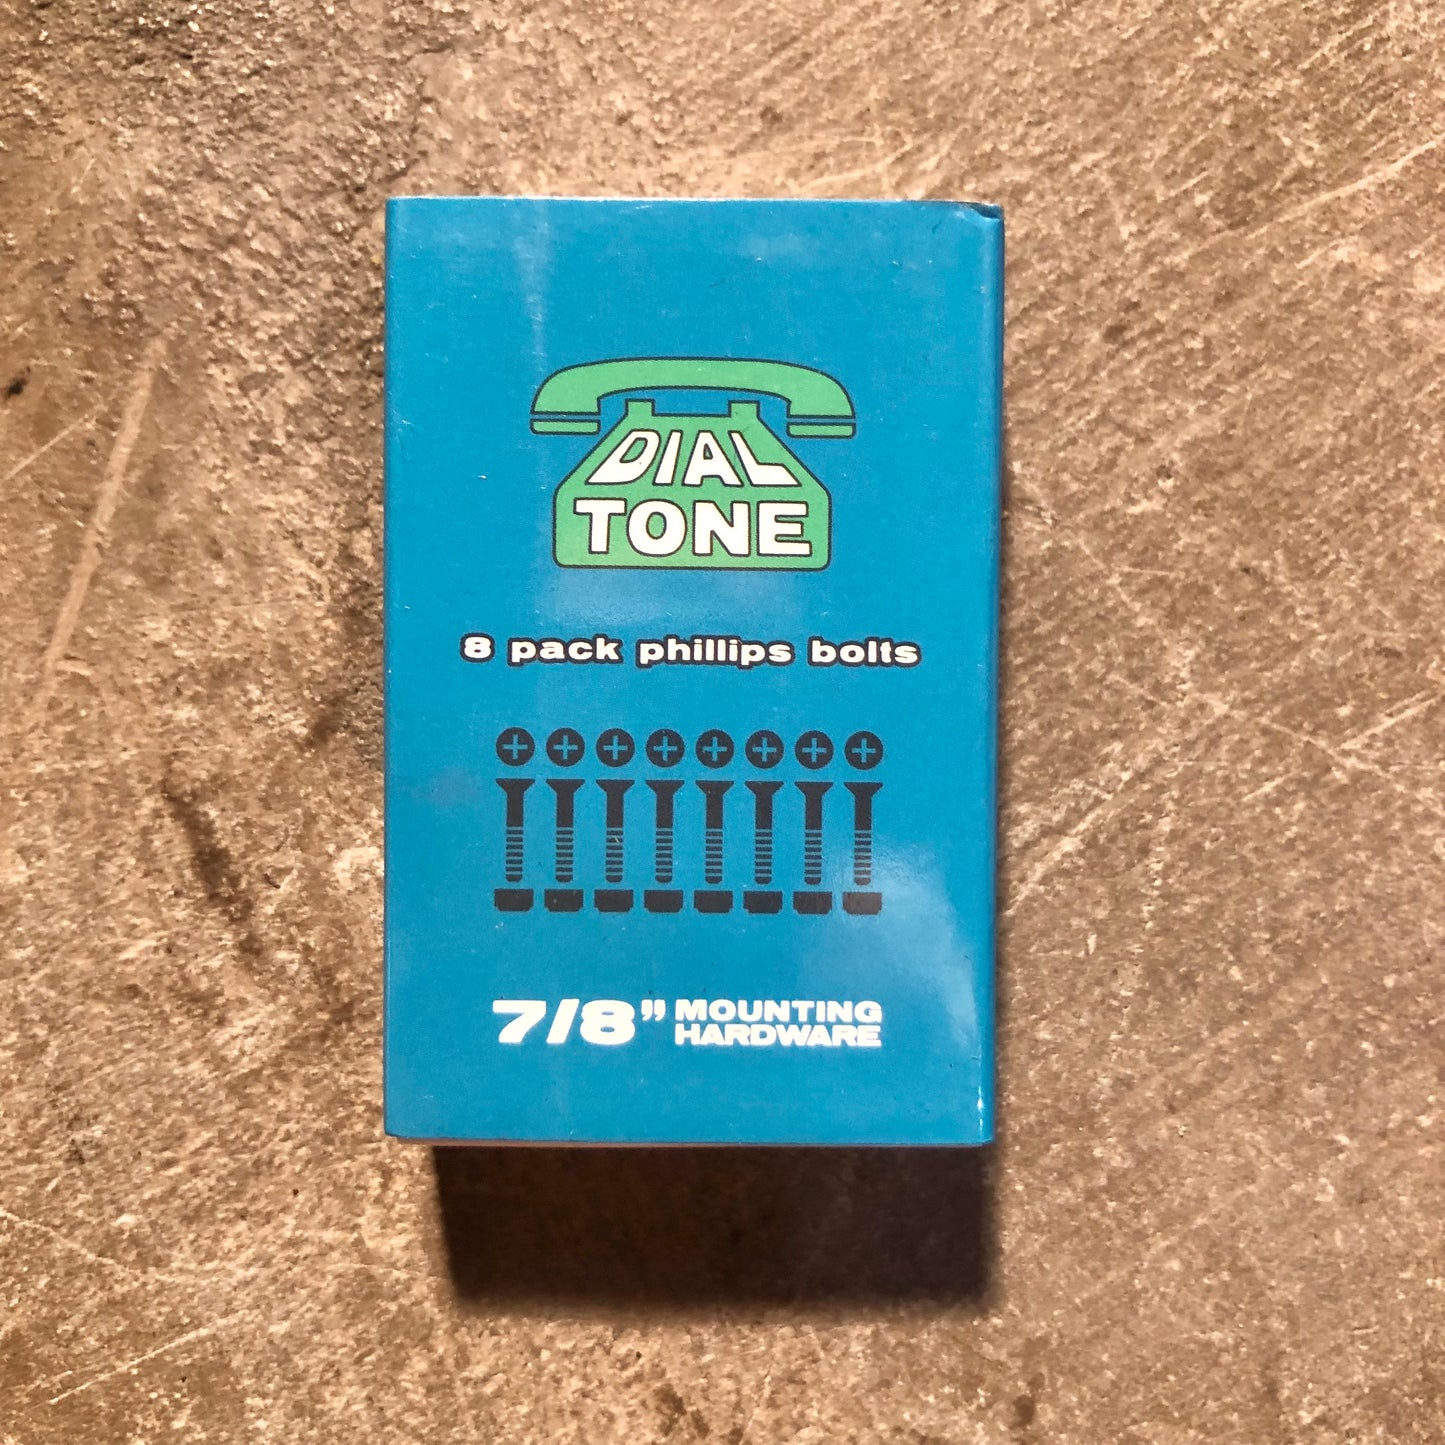 DIAL
TONE
8 pack phillips bolts
7/8” MOUNTING
HARDWARE